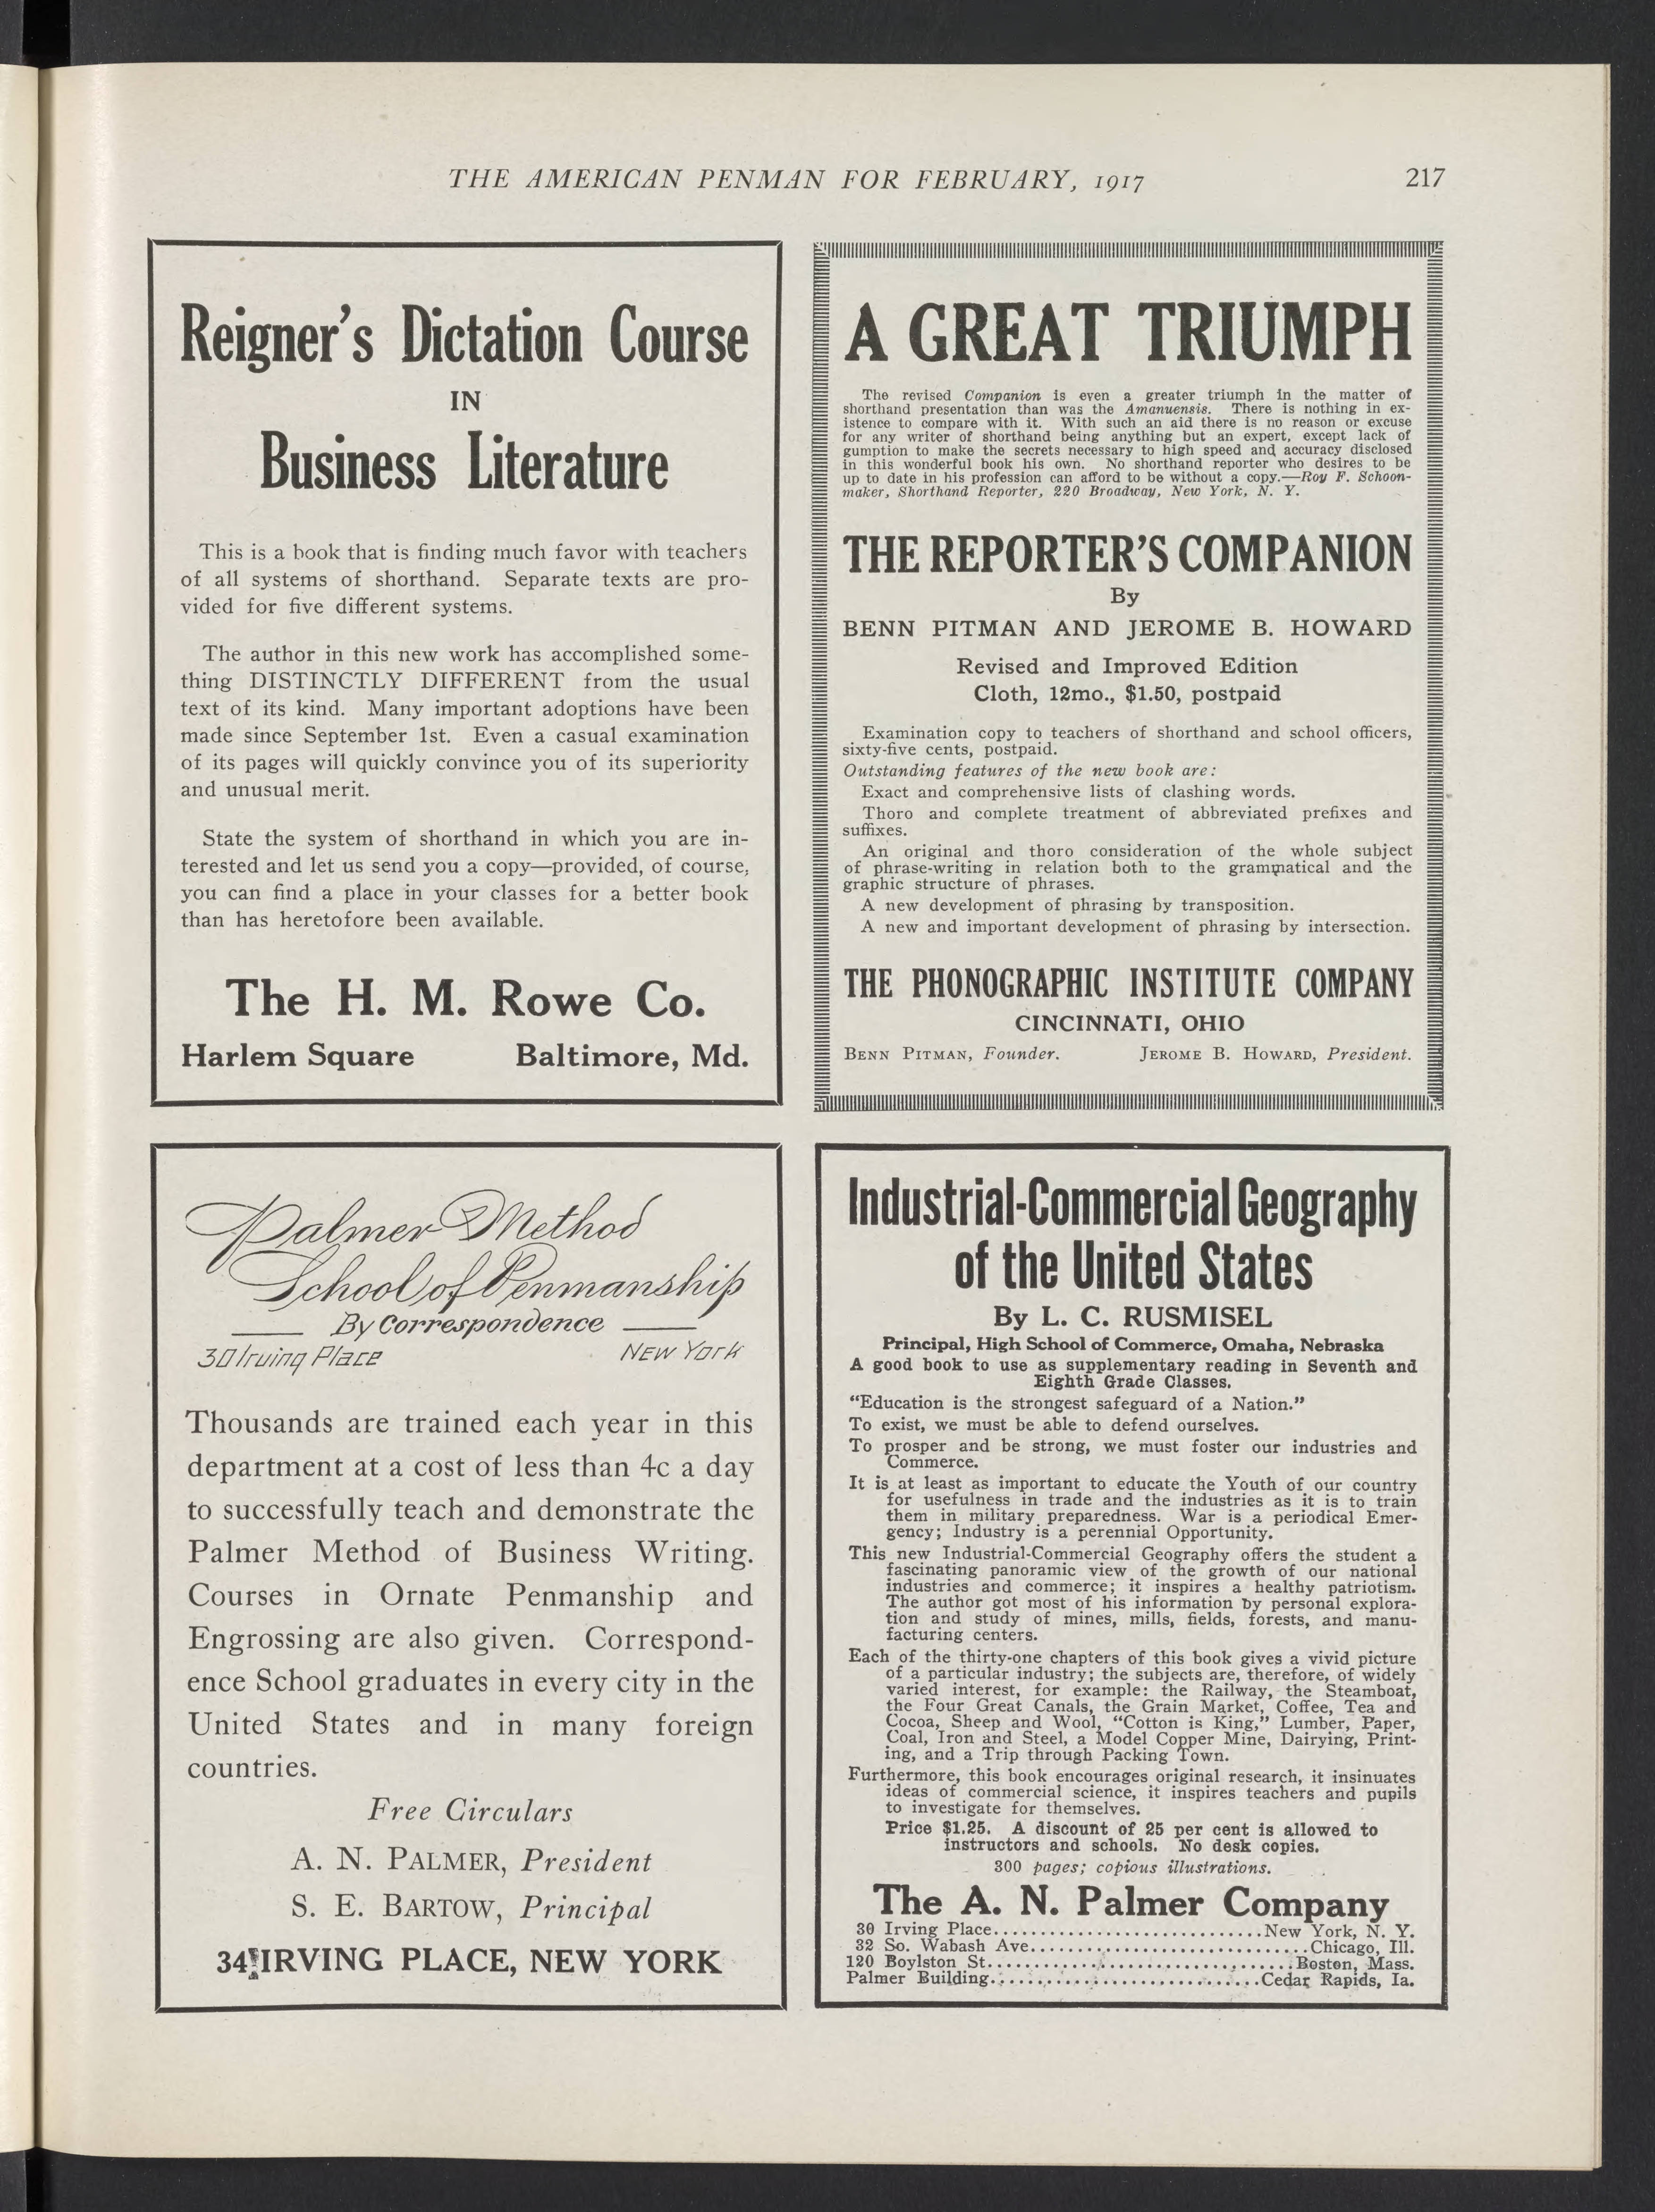 THE AMERICAN PENMAN FOR FEBRUARY, 1917
217
Reigner's Dictation Course
IN
Business Literature
This is a book that is finding much favor with teachers
of all systems of shorthand. Separate texts are pro-
vided for five different systems.
The author in this new work has accomplished some-
thing DISTINCTLY DIFFERENT from the usual
text of its kind. Many important adoptions have been
made since September 1st. Even a casual examination
of its pages will quickly convince you of its superiority
and unusual merit.
State the system of shorthand in which you are in-
terested and let us send you a copy—provided, of course,
you can find a place in your classes for a better book
than has heretofore been available.
The H. M. Rowe Co.
Harlem Square Baltimore, Md.
A GREAT TRIUMPH
The revised Companion is even a greater triumph in the matter of
shorthand presentation than was the Amanuensis. There is nothing in ex-
istence to compare with it. With such an aid there is no reason or excuse
for any writer of shorthand being anything but an expert, except lack of
gumption to make the secrets necessary to high speed and accuracy disclosed
in this wonderful book his own. No shorthand reporter who desires to be
up to date in his profession can afford to be without a copy.—Roy F. Schoon-
maker, Shorthand Reporter, 220 Broadway, New York, N. Y.
THE REPORTER'S COMPANION
By
BENN PITMAN AND JEROME B. HOWARD
Revised and Improved Edition
Cloth, 12mo., $1.50, postpaid
Examination copy to teachers of shorthand and school officers,
sixty-five cents, postpaid.
Outstanding features of the new book are:
Exact and comprehensive lists of clashing words.
Thoro and complete treatment of abbreviated prefixes and
suffixes.
An original and thoro consideration of the whole subject
of phrase-writing in relation both to the grammatical and the
graphic structure of phrases.
A new development of phrasing by transposition.
A new and important development of phrasing by intersection.
THE PHONOGRAPHIC INSTITUTE COMPANY
CINCINNATI, OHIO
BENN PITMAN, Founder. JEROME B. HOWARD, President.
Palmer Method
School of Penmanship
By Correspondence
30 Irving Place New York
Thousands are trained each year in this
department at a cost of less than 4c a day
to successfully teach and demonstrate the
Palmer Method of Business Writing.
Courses in Ornate Penmanship and
Engrossing are also given. Correspond-
ence School graduates in every city in the
United States and in many foreign
countries.
Free Circulars
A. N. PALMER, President
S. E. BARTOW, Principal
34 IRVING PLACE, NEW YORK
Industrial-Commercial Geography
of the United States
By L. C. RUSMISEL
Principal, High School of Commerce, Omaha, Nebraska
A good book to use as supplementary reading in Seventh and
Eighth Grade Classes.
"Education is the strongest safeguard of a Nation."
To exist, we must be able to defend ourselves.
To prosper and be strong, we must foster our industries and
Commerce.
It is at least as important to educate the Youth of our country
for usefulness in trade and the industries as it is to train
them in military preparedness. War is a periodical Emer-
gency; Industry is a perennial Opportunity.
This new Industrial-Commercial Geography offers the student a
fascinating panoramic view of the growth of our national
industries and commerce; it inspires a healthy patriotism.
The author got most of his information by personal explora-
tion and study of mines, mills, fields, forests, and manu-
facturing centers.
Each of the thirty-one chapters of this book gives a vivid picture
of a particular industry; the subjects are, therefore, of widely
varied interest, for example: the Railway, the Steamboat,
the Four Great Canals, the Grain Market, Coffee, Tea and
Cocoa, Sheep and Wool, "Cotton is King," Lumber, Paper,
Coal, Iron and Steel, a Model Copper Mine, Dairying, Print-
ing, and a Trip through Packing Town.
Furthermore, this book encourages original research, it insinuates
ideas of commercial science, it inspires teachers and pupils
to investigate for themselves.
Price $1.25. A discount of 25 per cent is allowed to
instructors and schools. No desk copies.
300 pages; copious illustrations.
The A. N. Palmer Company
30 Irving Place............................New York, N. Y.
32 So. Wabash Ave.............................Chicago, Ill.
120 Boylston St................................Boston, Mass.
Palmer Building............................Cedar Rapids, Ia.